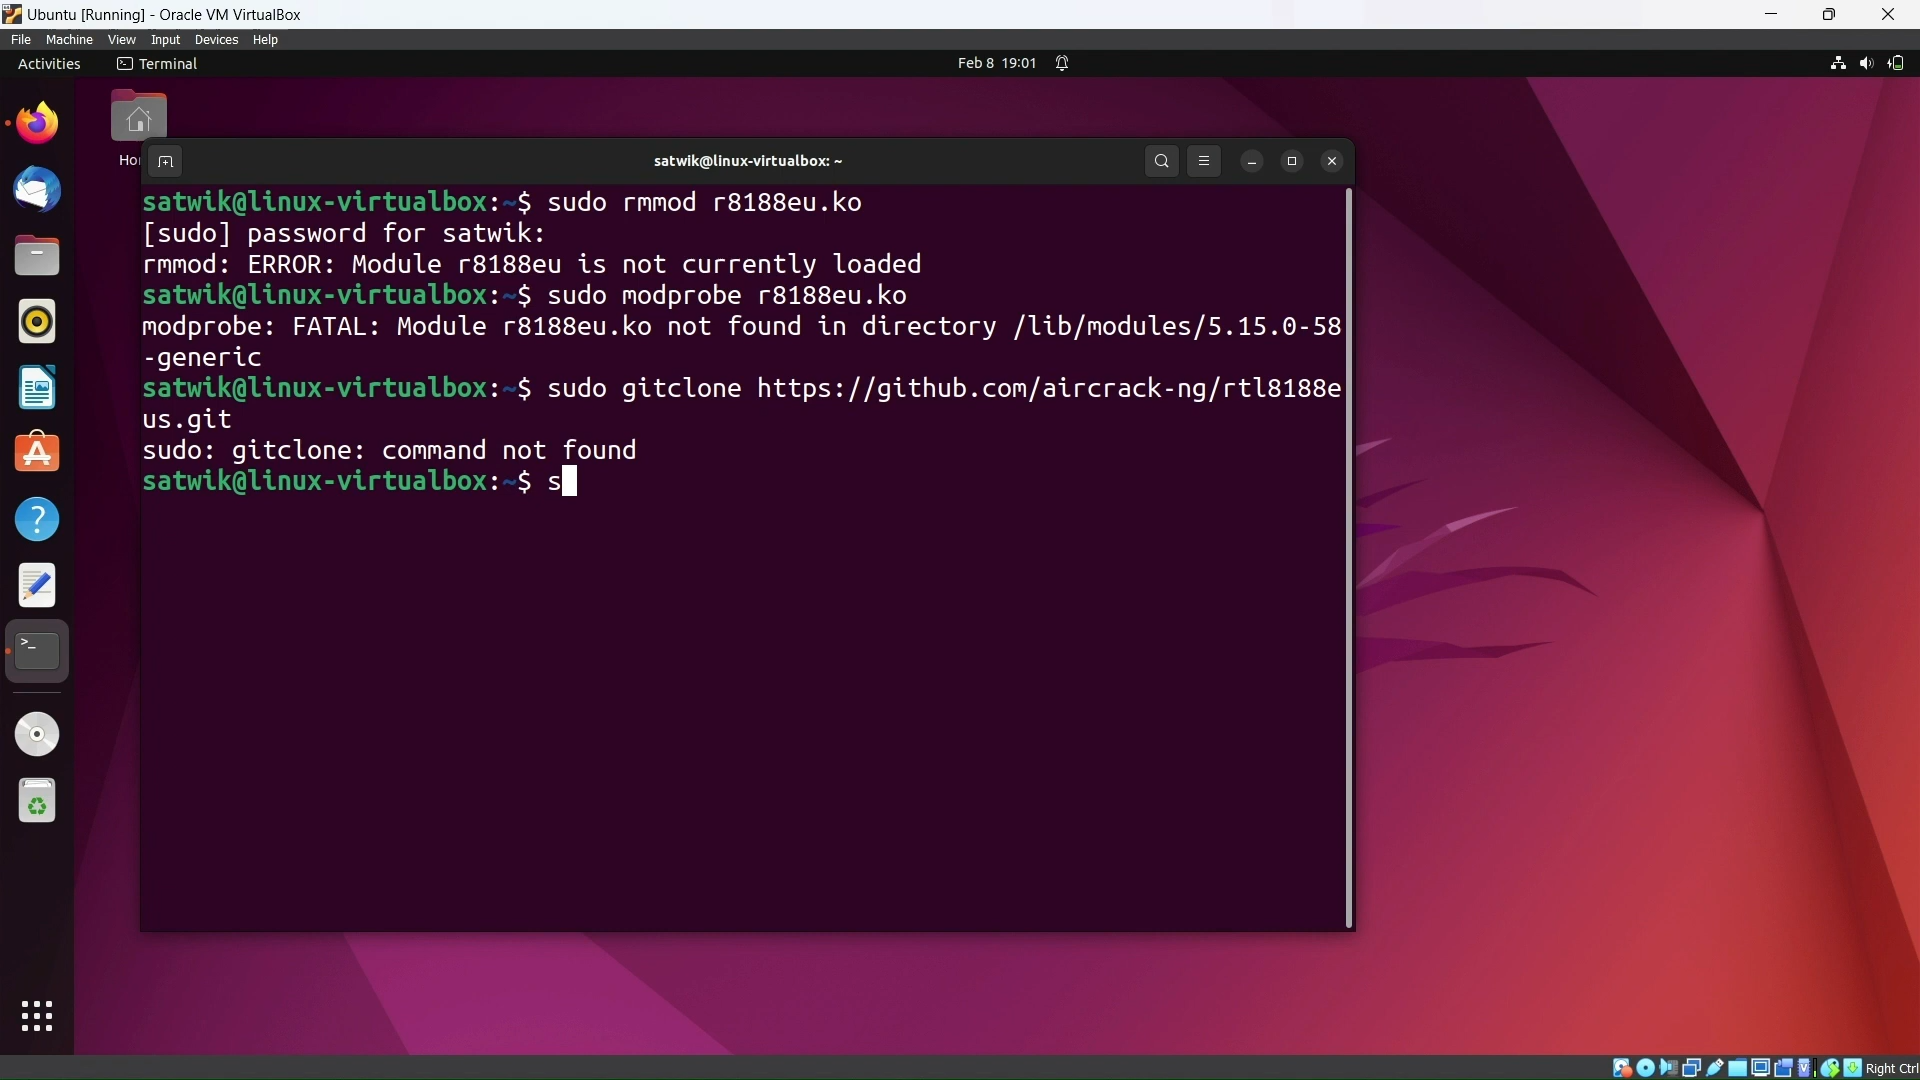 Ubuntu [Running] - Oracle VM VirtualBox
File Machine View Input Devices Help
Activities Terminal Feb 8 19:01
satwik@linux-virtualbox: ~
satwik@linux-virtualbox:~$ sudo rmmod r8188eu.ko
[sudo] password for satwik:
rmmod: ERROR: Module r8188eu is not currently loaded
satwik@linux-virtualbox:~$ sudo modprobe r8188eu.ko
modprobe: FATAL: Module r8188eu.ko not found in directory /lib/modules/5.15.0-58
-generic
satwik@linux-virtualbox:~$ sudo gitclone https://github.com/aircrack-ng/rtl8188e
us.git
sudo: gitclone: command not found
satwik@linux-virtualbox:~$ s
Right Ctrl